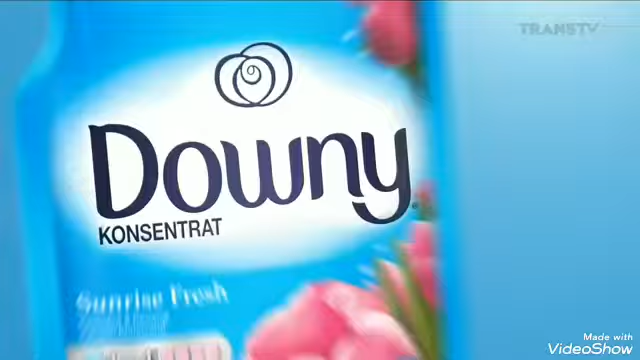 TRANSTV
Downy
KONSENTRAT
Sunrise Fresh
Made with
VideoShow